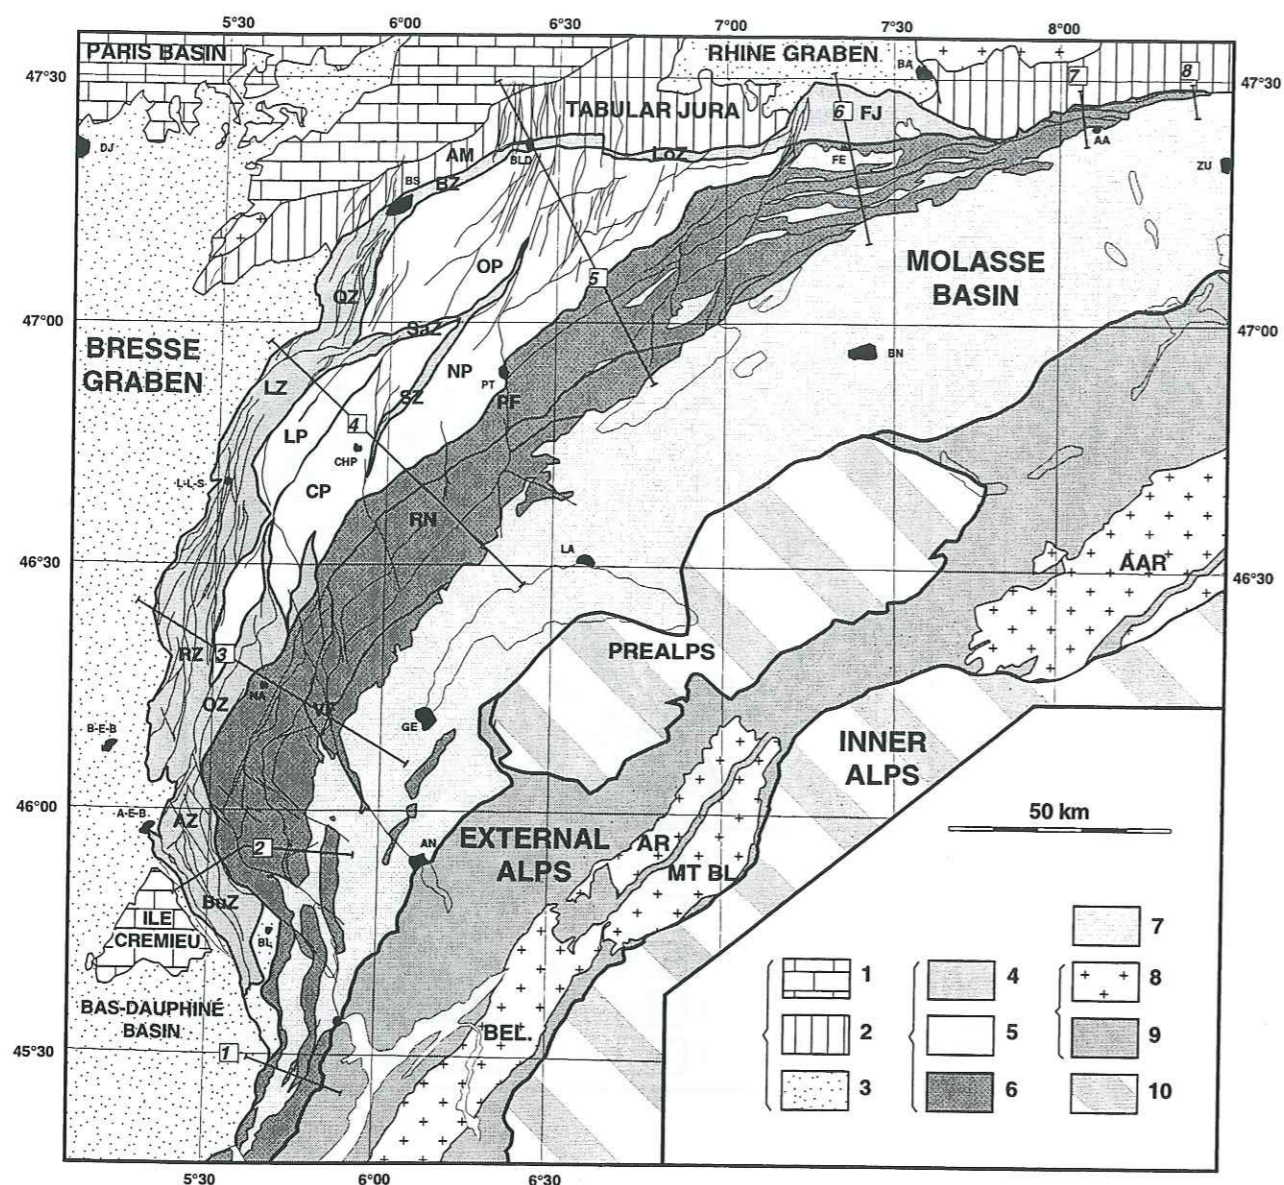 5°30 6°00 6°30 7°00 7°30 8°00
PARIS BASIN
RHINE GRABEN
BA
47°30
47°30
7
8
TABULAR JURA
6
FJ
DJ
AM
BLD
LoZ
FE
AA
ZU
BS
BZ
OP
MOLASSE
BASIN
QZ
5
47°00
47°00
SaZ
BRESSE
GRABEN
NP
BN
LZ
PT
SZ
PF
4
LP
CHP
L-L-S
CP
RN
LA
46°30
46°30
AAR
RZ
3
PREALPS
NA
OZ
VF
GE
B-E-B
INNER
ALPS
46°00
A-E-B
AZ
50 km
EXTERNAL
ALPS
AN
AR
2
MT BL
BuZ
ILE
CREMIEU
BL
7
1
4
8
BAS-DAUPHINÉ
BASIN
BEL.
2
5
9
45°30
1
3
6
10
5°30 6°00 6°30